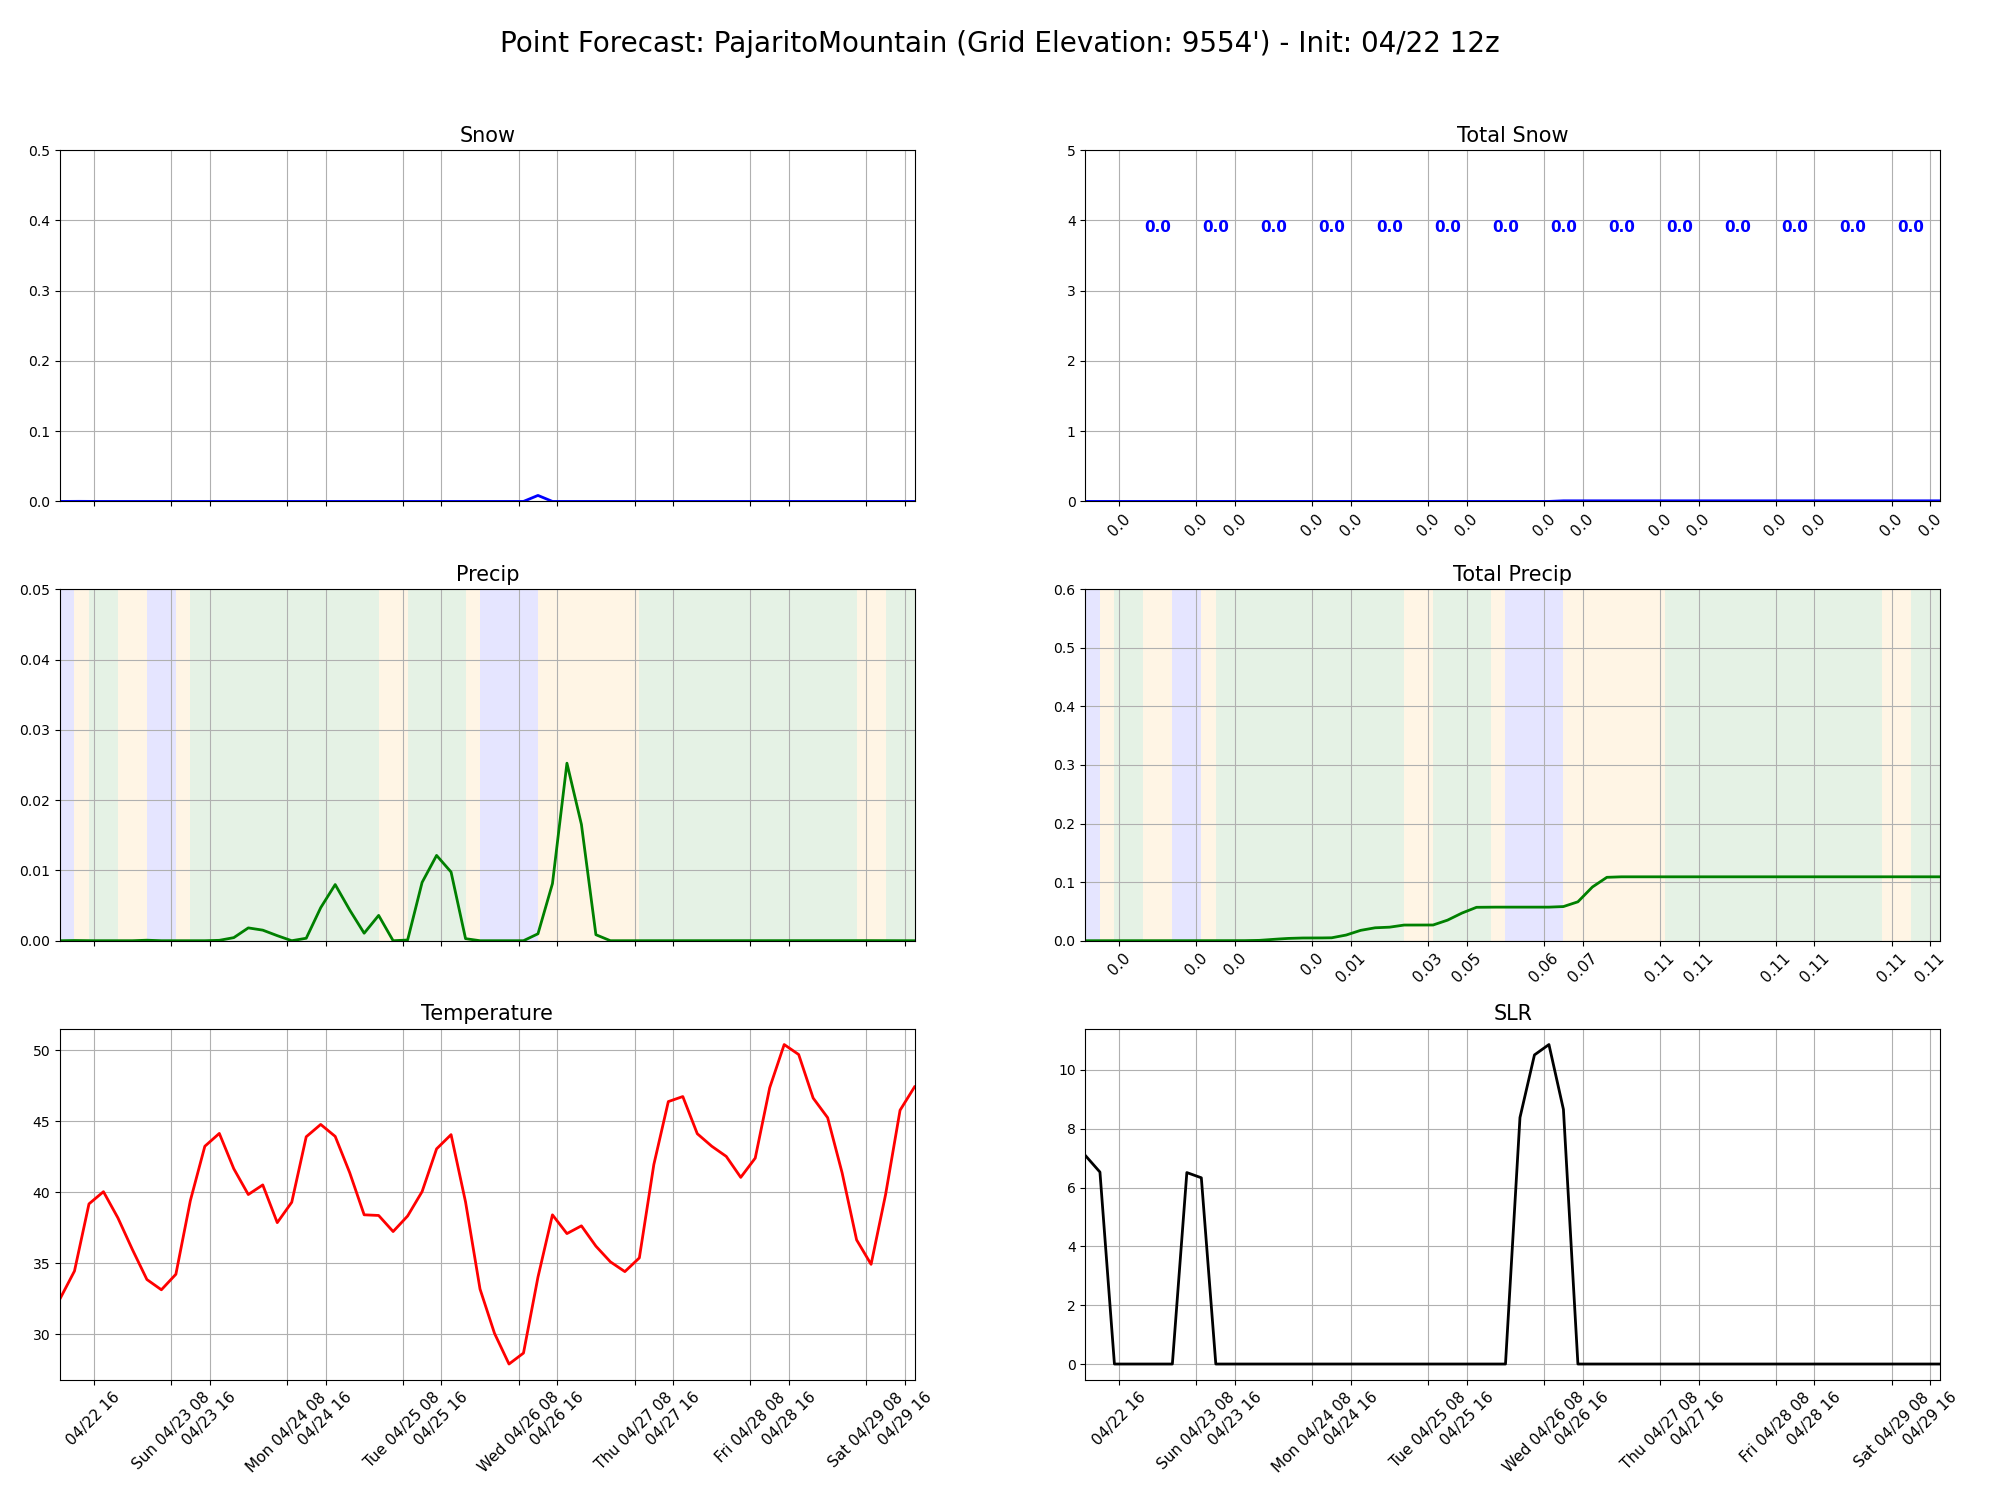 Point Forecast: PajaritoMountain (Grid Elevation: 9554') - Init: 04/22 12z
Snow
0.5
0.4
0.3
0.2
0.1
0.0
Total Snow
5
4
3
2
1
0
0.0 0.0 0.0 0.0 0.0 0.0 0.0 0.0 0.0 0.0 0.0 0.0 0.0 0.0
0.0 0.0 0.0 0.0 0.0 0.0 0.0 0.0 0.0 0.0 0.0 0.0 0.0 0.0 0.0
Precip
0.05
0.04
0.03
0.02
0.01
0.00
Total Precip
0.6
0.5
0.4
0.3
0.2
0.1
0.0
0.0 0.0 0.0 0.0 0.01 0.03 0.05 0.06 0.07 0.11 0.11 0.11 0.11 0.11 0.11
Temperature
50
45
40
35
30
04/22 16
Sun 04/23 08
04/23 16
Mon 04/24 08
04/24 16
Tue 04/25 08
04/25 16
Wed 04/26 08
04/26 16
Thu 04/27 08
04/27 16
Fri 04/28 08
04/28 16
Sat 04/29 08
04/29 16
SLR
10
8
6
4
2
0
04/22 16
Sun 04/23 08
04/23 16
Mon 04/24 08
04/24 16
Tue 04/25 08
04/25 16
Wed 04/26 08
04/26 16
Thu 04/27 08
04/27 16
Fri 04/28 08
04/28 16
Sat 04/29 08
04/29 16